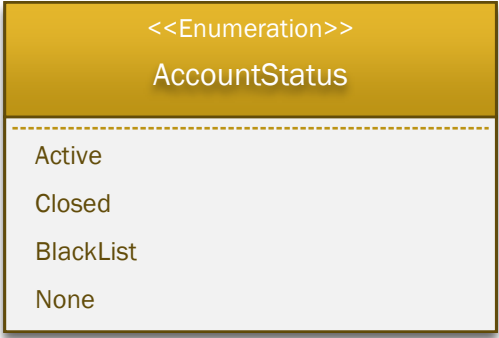 <<Enumeration>>
AccountStatus
Active
Closed
BlackList
None